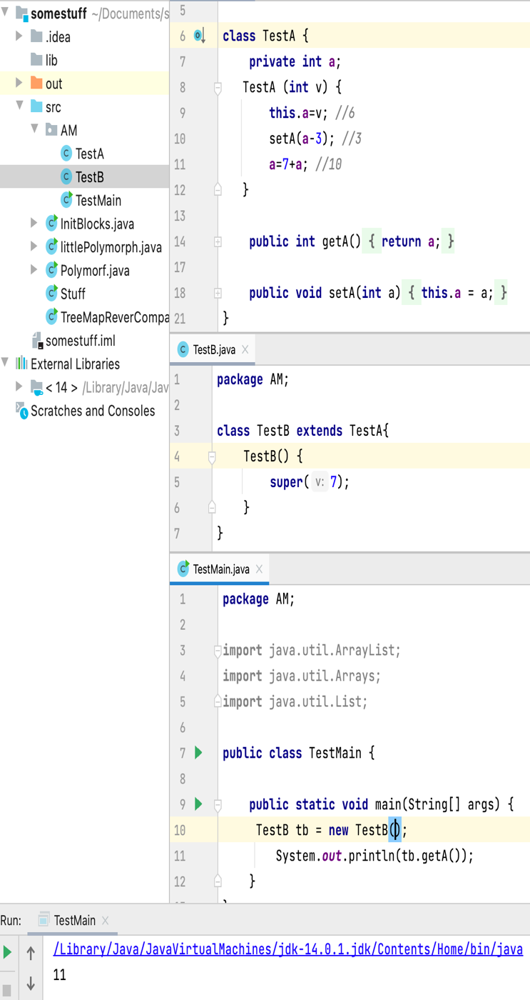 somestuff ~/Documents/s
.idea
lib
out
src
AM
TestA
TestB
TestMain
InitBlocks.java
littlePolymorph.java
Polymorf.java
Stuff
TreeMapReverCompa
somestuff.iml
External Libraries
< 14 > /Library/Java/Jav
Scratches and Consoles
5
6 class TestA {
7 private int a;
8 TestA (int v) {
9 this.a=v; //6
10 setA(a-3); //3
11 a=7+a; //10
12 }
13
14 public int getA() { return a; }
17
18 public void setA(int a) { this.a = a; }
21 }
TestB.java
1 package AM;
2
3 class TestB extends TestA{
4 TestB() {
5 super( v: 7);
6 }
7 }
TestMain.java
1 package AM;
2
3 import java.util.ArrayList;
4 import java.util.Arrays;
5 import java.util.List;
6
7 public class TestMain {
8
9 public static void main(String[] args) {
10 TestB tb = new TestB();
11 System.out.println(tb.getA());
12 }
Run: TestMain
/Library/Java/JavaVirtualMachines/jdk-14.0.1.jdk/Contents/Home/bin/java
11